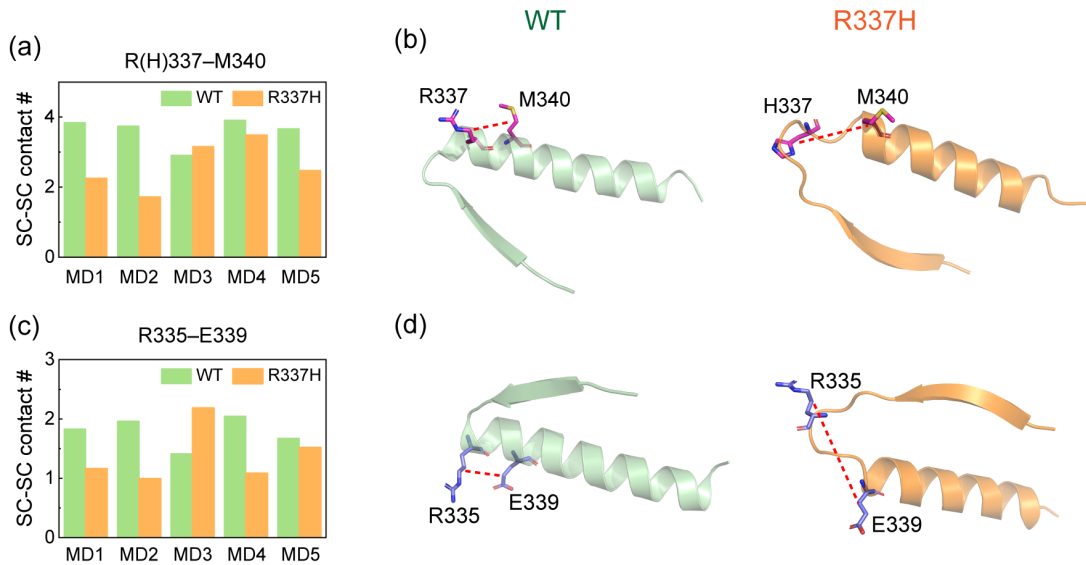 WT
R337H
(a)
R(H)337–M340
SC-SC contact #
4
2
0
WT
R337H
MD1
MD2
MD3
MD4
MD5
(b)
R337
M340
H337
M340
(c)
R335–E339
SC-SC contact #
3
2
1
0
WT
R337H
MD1
MD2
MD3
MD4
MD5
(d)
R335
E339
R335
E339